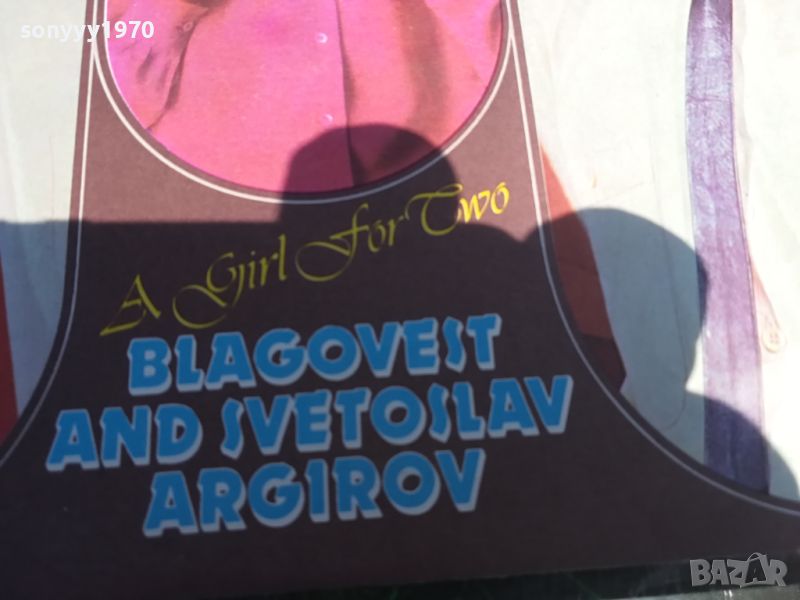 sonyyy1970
A Girl For Two
BLAGOVEST
AND SVETOSLAV
ARGIROV
BAZAR